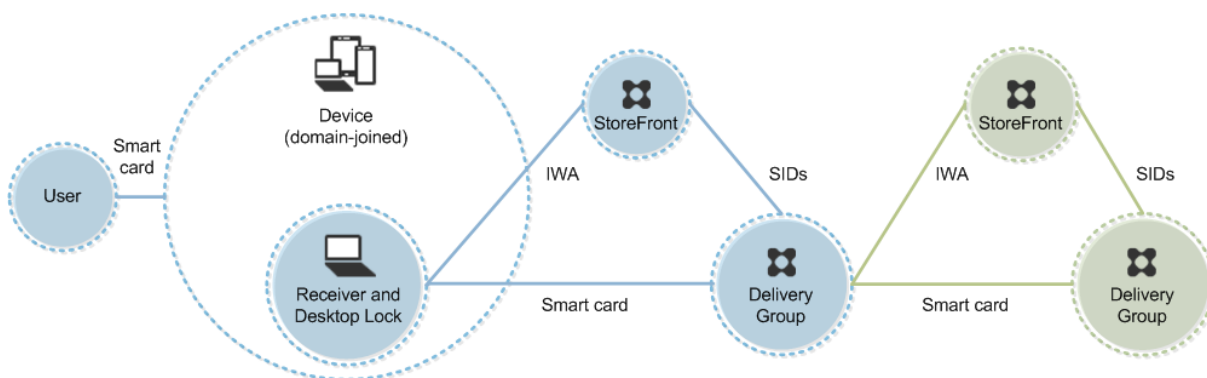 Device
(domain-joined)
StoreFront
StoreFront
Smart
card
User
IWA
SIDs
IWA
SIDs
Receiver and
Desktop Lock
Smart card
Delivery
Group
Smart card
Delivery
Group